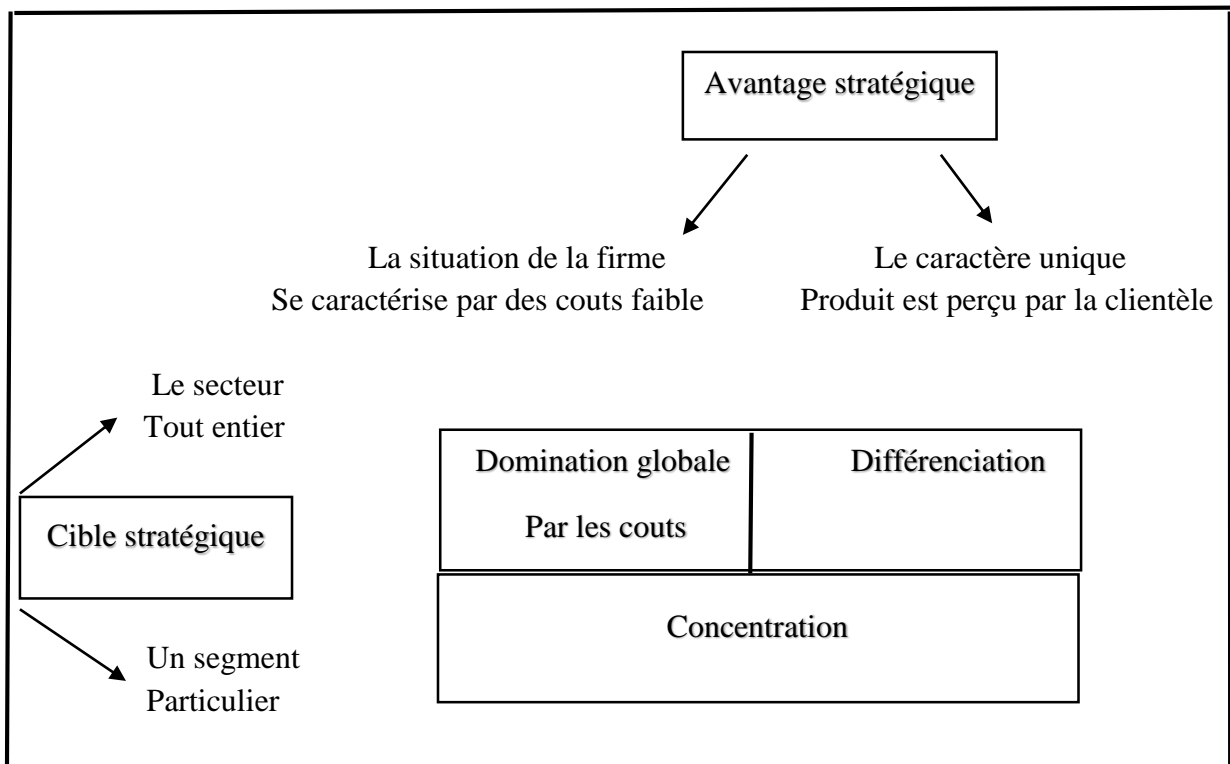 Avantage stratégique
La situation de la firme
Se caractérise par des couts faible
Le caractère unique
Produit est perçu par la clientèle
Le secteur
Tout entier
Domination globale
Par les couts
Différenciation
Cible stratégique
Concentration
Un segment
Particulier